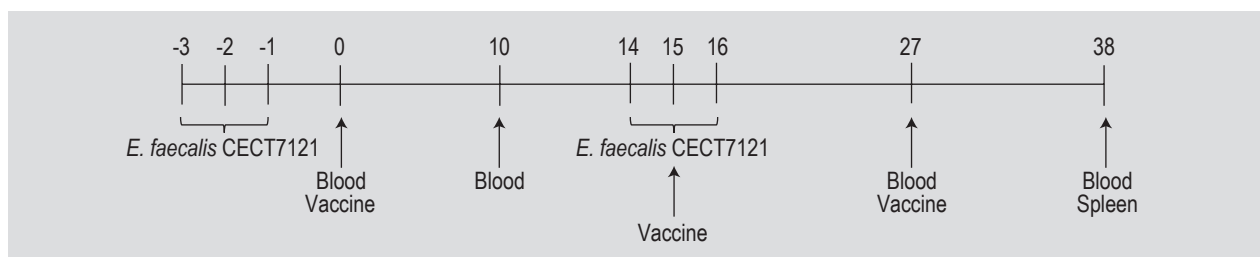 -3 -2 -1 0 10 14 15 16 27 38
E. faecalis CECT7121 E. faecalis CECT7121
Blood Blood Blood Blood
Vaccine Vaccine Spleen
Vaccine